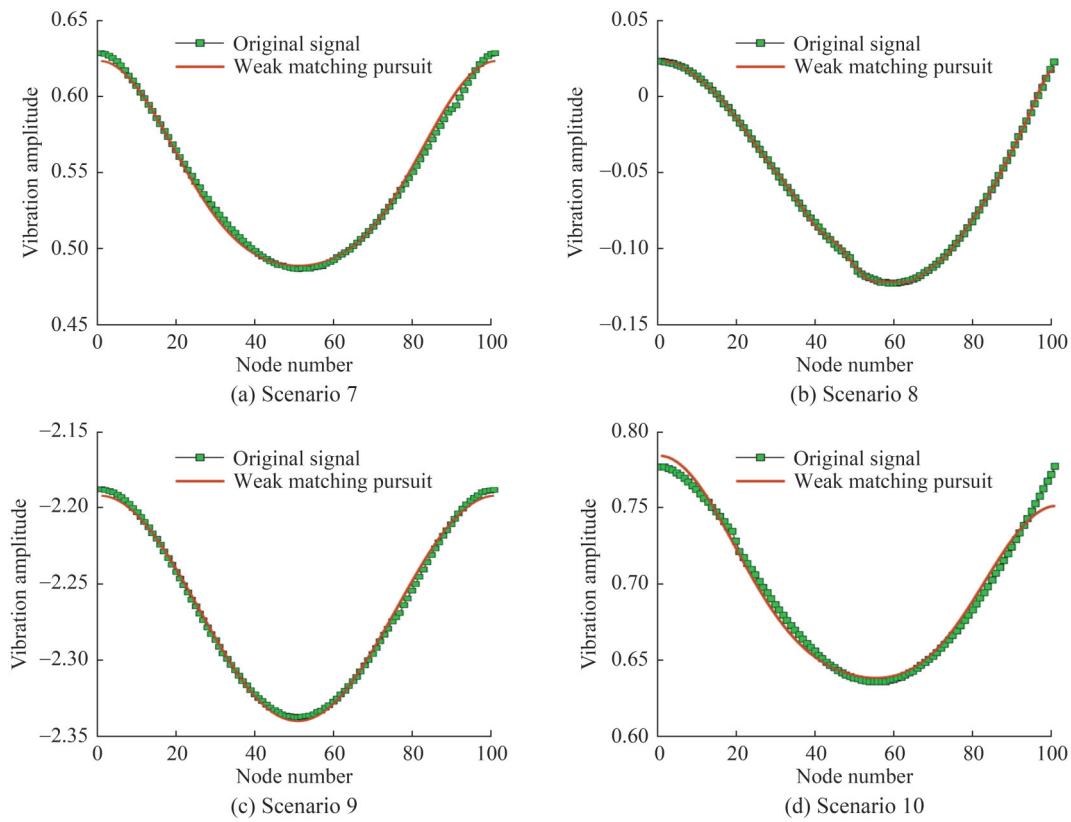 0.65
Original signal
Weak matching pursuit
0.60
0.55
0.50
0.45
Vibration amplitude
0 20 40 60 80 100
Node number
(a) Scenario 7
Original signal
Weak matching pursuit
0.05
0
−0.05
−0.10
−0.15
Vibration amplitude
0 20 40 60 80 100
Node number
(b) Scenario 8
−2.15
Original signal
Weak matching pursuit
−2.20
−2.25
−2.30
−2.35
Vibration amplitude
0 20 40 60 80 100
Node number
(c) Scenario 9
0.80
Original signal
Weak matching pursuit
0.75
0.70
0.65
0.60
Vibration amplitude
0 20 40 60 80 100
Node number
(d) Scenario 10